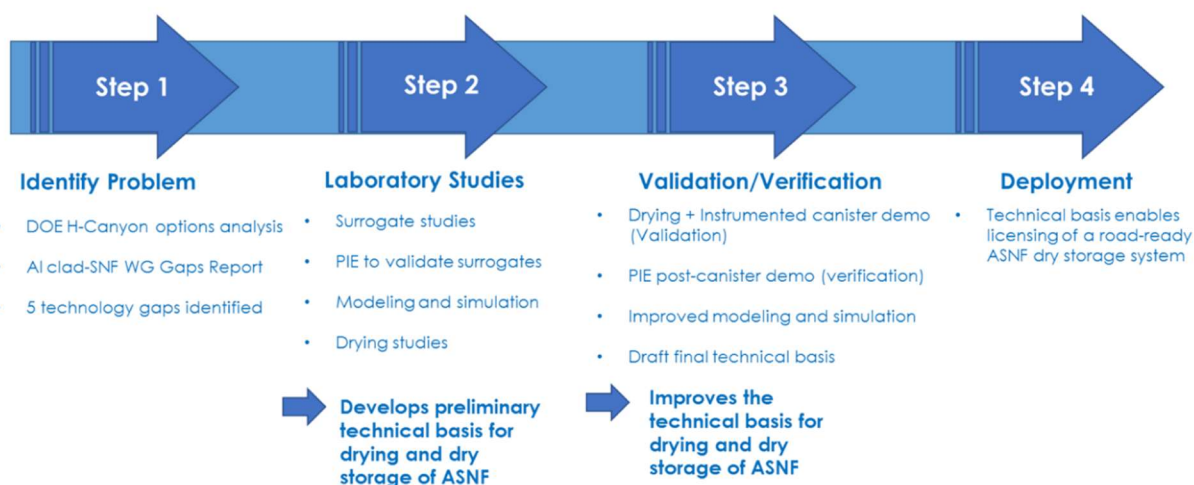 Step 1
Step 2
Step 3
Step 4
Identify Problem
DOE H-Canyon options analysis
Al clad-SNF WG Gaps Report
5 technology gaps identified
Laboratory Studies
• Surrogate studies
• PIE to validate surrogates
• Modeling and simulation
• Drying studies
Develops preliminary
technical basis for
drying and dry
storage of ASNF
Validation/Verification
• Drying + Instrumented canister demo
(Validation)
• PIE post-canister demo (verification)
• Improved modeling and simulation
• Draft final technical basis
Improves the
technical basis for
drying and dry
storage of ASNF
Deployment
• Technical basis enables
licensing of a road-ready
ASNF dry storage system